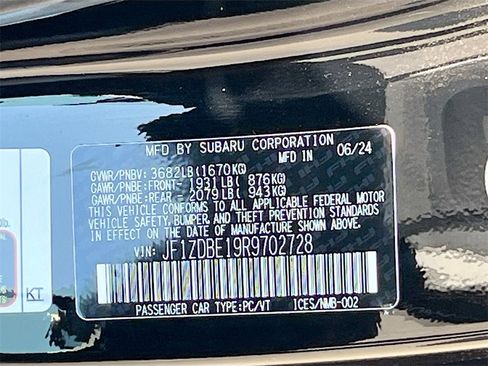 MFD BY SUBARU CORPORATION
MFD IN 06/24
GVWR/PNBV: 3682LB(1670KG)
GAWR/PNBE:FRONT- 1931LB( 876KG)
GAWR/PNBE:REAR - 2079LB( 943KG)
THIS VEHICLE CONFORMS TO ALL APPLICABLE FEDERAL MOTOR
VEHICLE SAFETY, BUMPER, AND THEFT PREVENTION STANDARDS
IN EFFECT ON THE DATE OF MANUFACTURE SHOWN ABOVE.
VIN: JF1ZDBE19R9702728
PASSENGER CAR TYPE:PC/VT ICES/NMB-002
KT